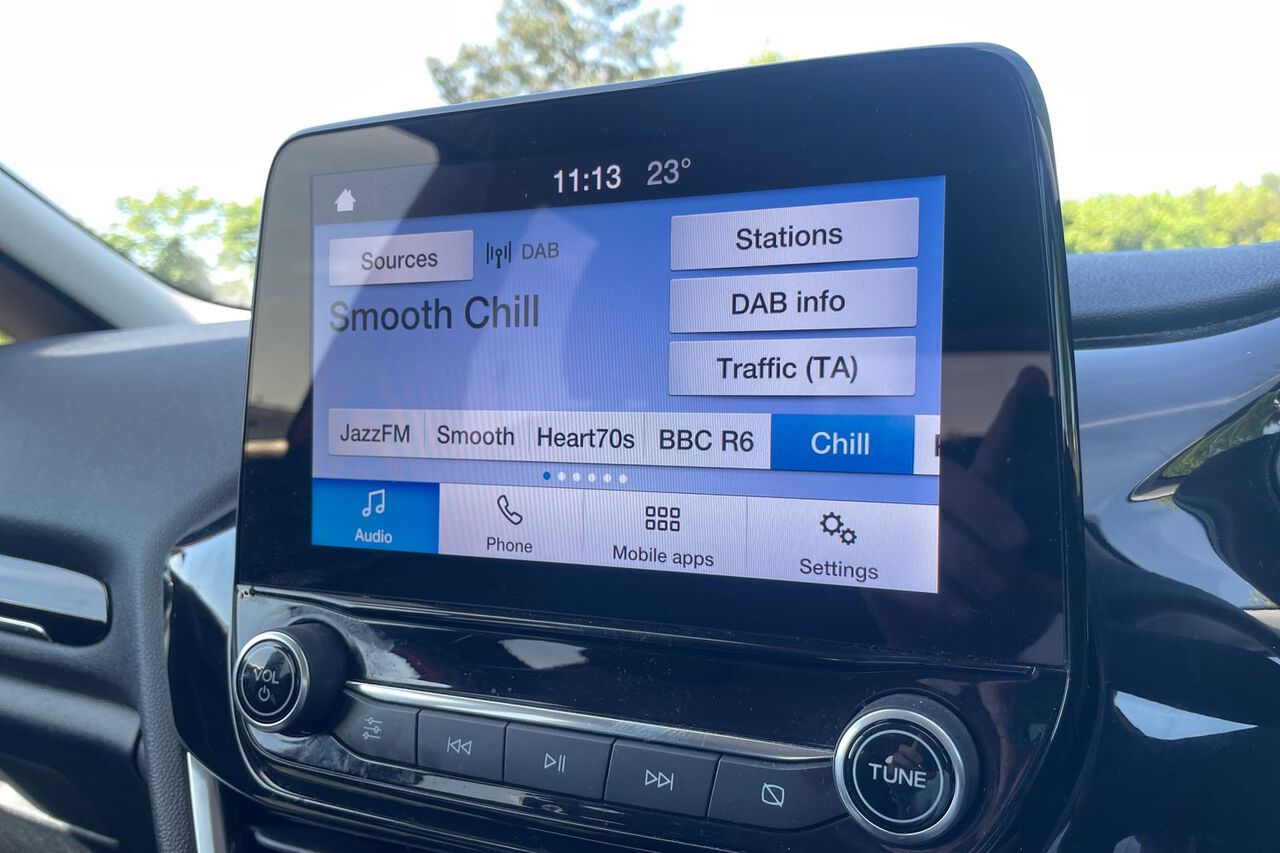 11:13 23°
Sources DAB
Stations
Smooth Chill
DAB info
Traffic (TA)
JazzFM Smooth Heart70s BBC R6 Chill
Audio Phone Mobile apps Settings
VOL
TUNE